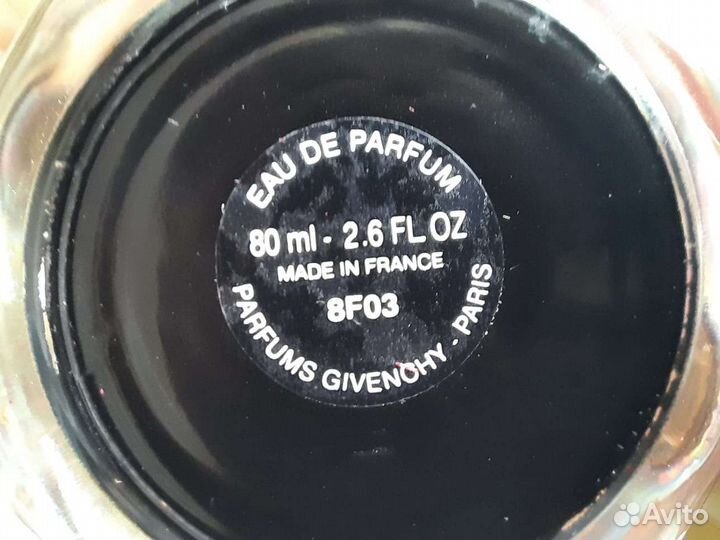 EAU DE PARFUM
80 ml - 2.6 FL OZ
MADE IN FRANCE
8F03
PARFUMS GIVENCHY - PARIS
Avito